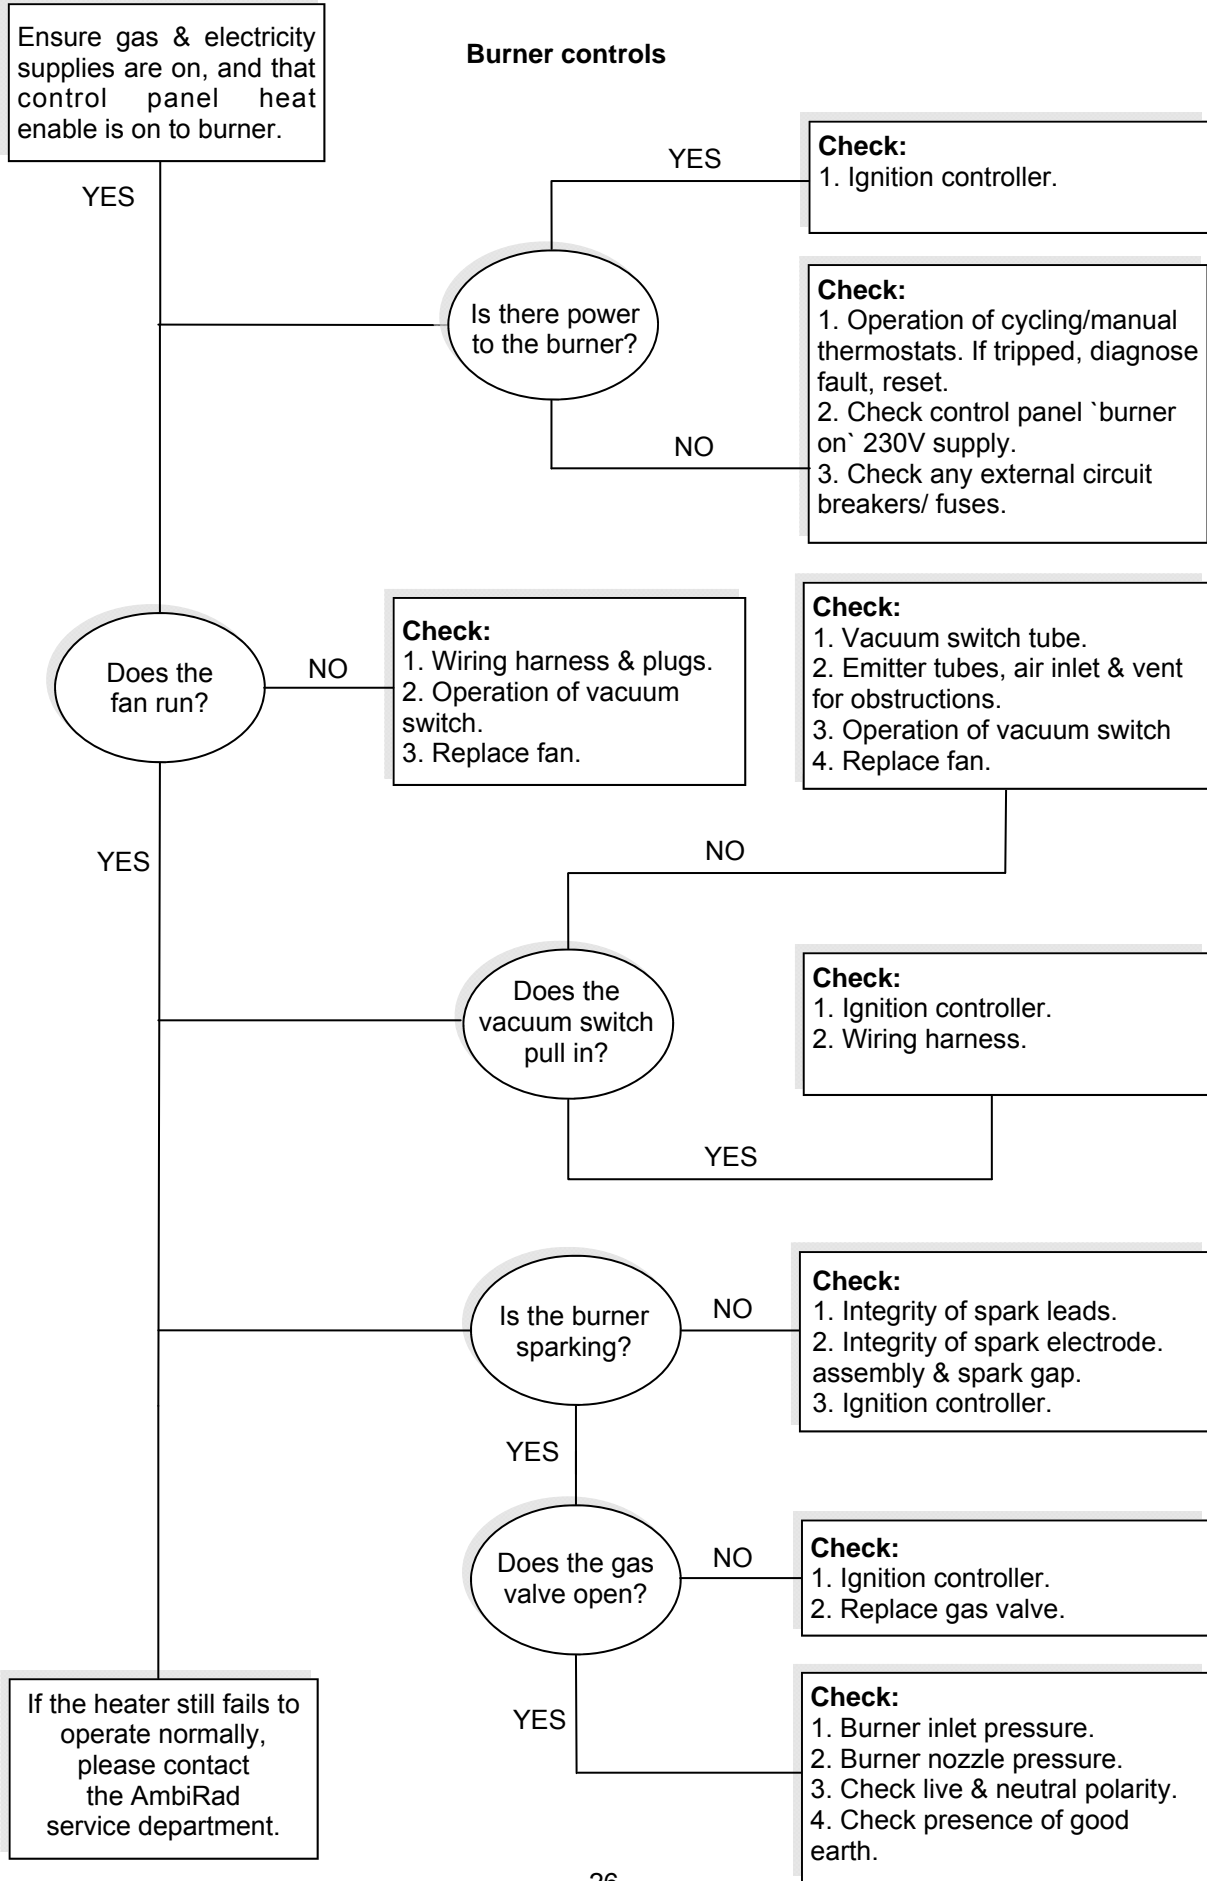 Ensure gas & electricity
supplies are on, and that
control panel heat
enable is on to burner.
Burner controls
YES
YES
Check:
1. Ignition controller.
Is there power
to the burner?
NO
Check:
1. Operation of cycling/manual
thermostats. If tripped, diagnose
fault, reset.
2. Check control panel `burner
on` 230V supply.
3. Check any external circuit
breakers/ fuses.
Does the
fan run?
NO
Check:
1. Wiring harness & plugs.
2. Operation of vacuum
switch.
3. Replace fan.
Check:
1. Vacuum switch tube.
2. Emitter tubes, air inlet & vent
for obstructions.
3. Operation of vacuum switch
4. Replace fan.
YES
NO
Does the
vacuum switch
pull in?
Check:
1. Ignition controller.
2. Wiring harness.
YES
Is the burner
sparking?
NO
Check:
1. Integrity of spark leads.
2. Integrity of spark electrode.
assembly & spark gap.
3. Ignition controller.
YES
Does the gas
valve open?
NO
Check:
1. Ignition controller.
2. Replace gas valve.
YES
If the heater still fails to
operate normally,
please contact
the AmbiRad
service department.
Check:
1. Burner inlet pressure.
2. Burner nozzle pressure.
3. Check live & neutral polarity.
4. Check presence of good
earth.
26